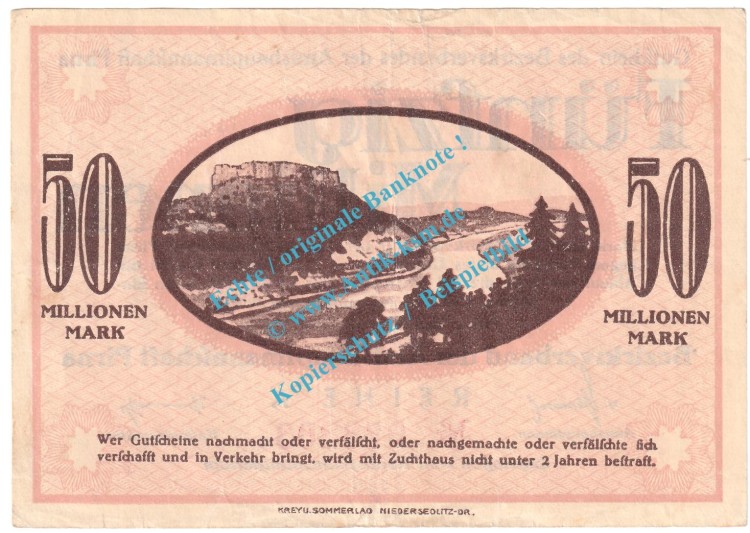 50
MILLIONEN
MARK
50
MILLIONEN
MARK
Echte / originale Banknote !
© www.Antik-kam.de
Kopierschutz / Beispielbild
Wer Gutscheine nachmacht oder verfälscht, oder nachgemachte oder verfälschte sich
verschafft und in Verkehr bringt, wird mit Zuchthaus nicht unter 2 Jahren bestraft.
KREY U. SOMMERLAD NIEDERSEDLITZ-DR.